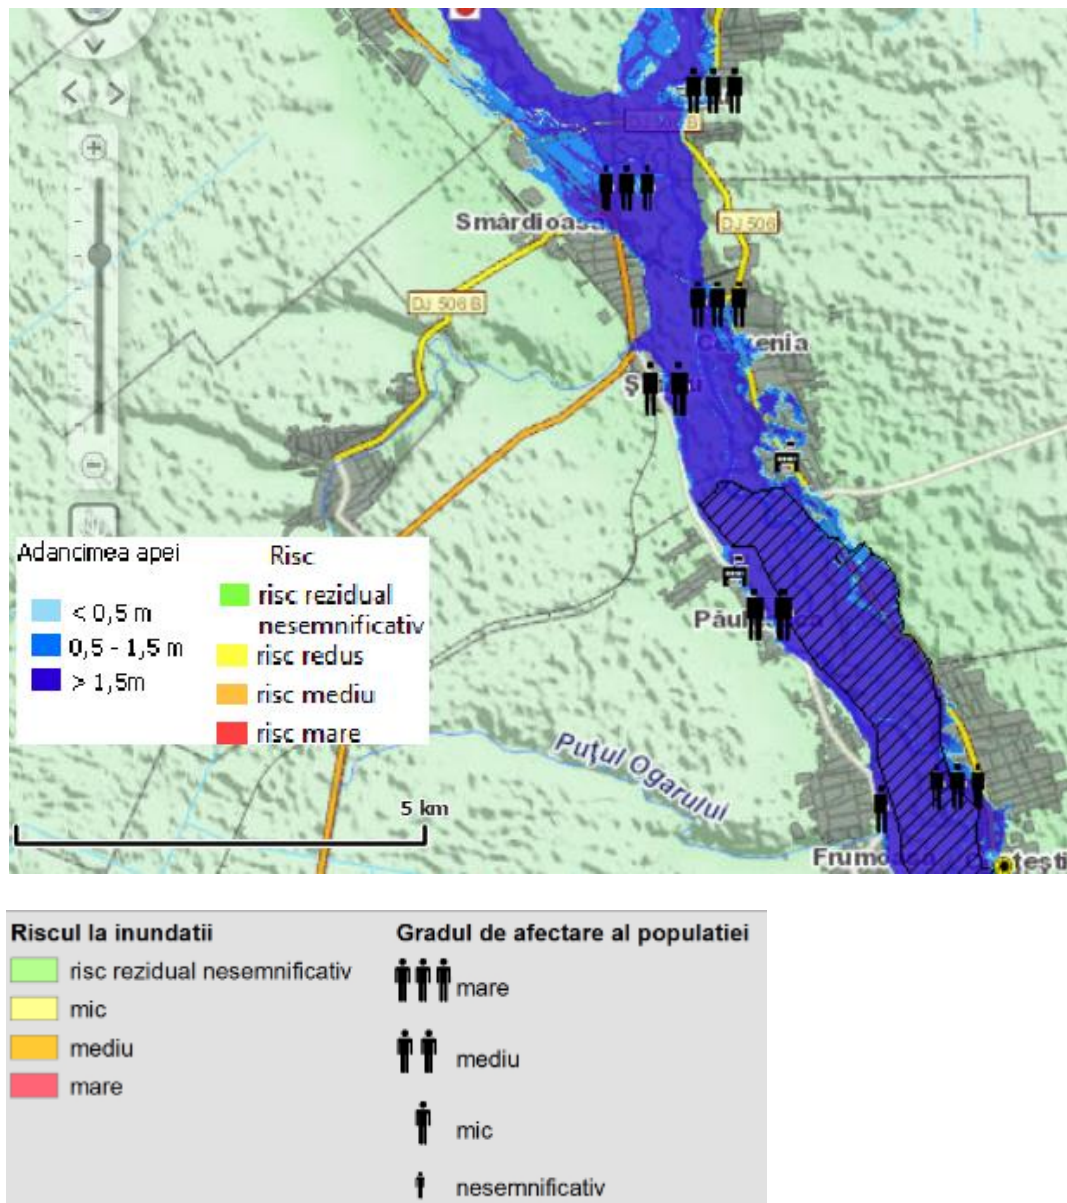 DJ 506 B
Smârdioasa
DJ 506
DJ 506 B
Adancimea apei
Risc
< 0,5 m
0,5 - 1,5 m
> 1,5m
risc rezidual
nesemnificativ
risc redus
risc mediu
risc mare
Puțul Ogarului
5 km
Riscul la inundatii
Gradul de afectare al populatiei
risc rezidual nesemnificativ
mic
mediu
mare
mare
mediu
mic
nesemnificativ